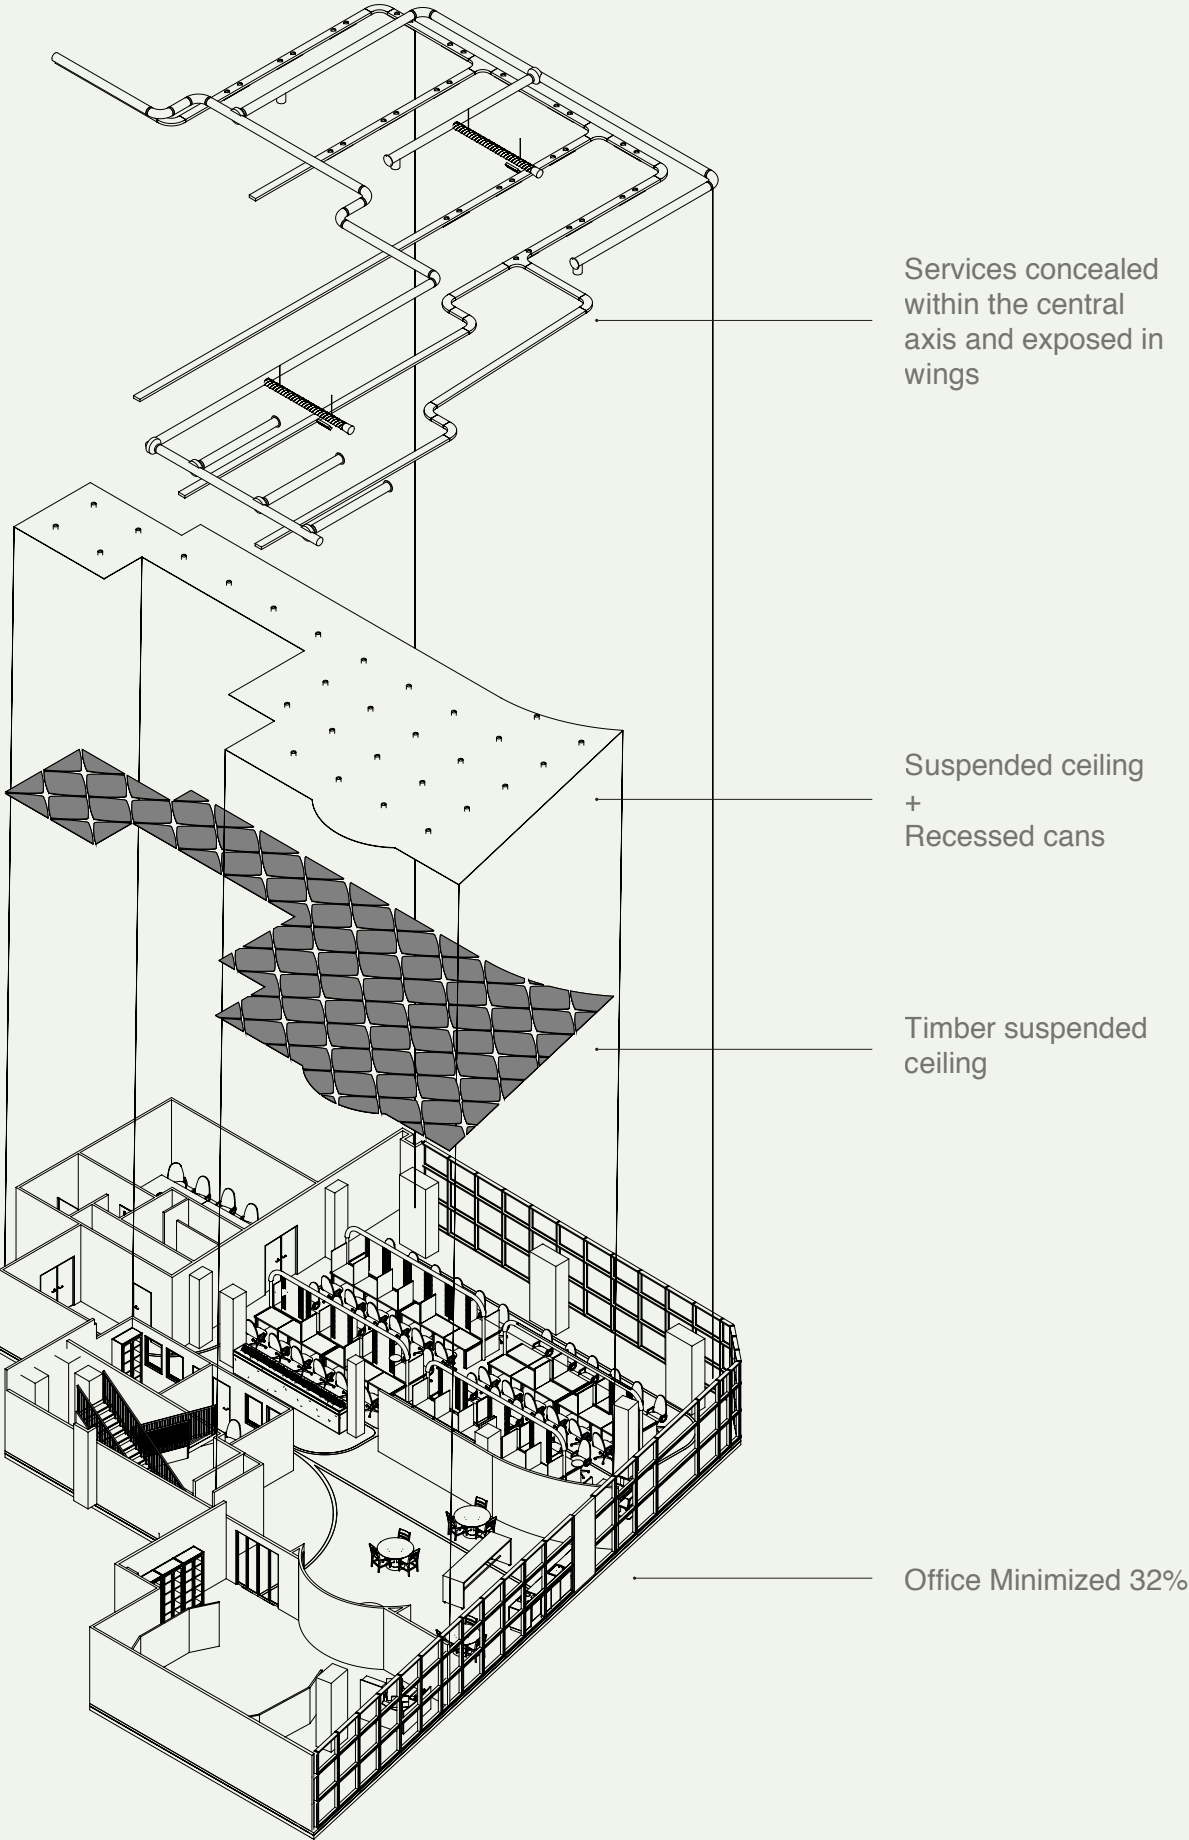 Services concealed
within the central
axis and exposed in
wings
Suspended ceiling
+
Recessed cans
Timber suspended
ceiling
Office Minimized 32%